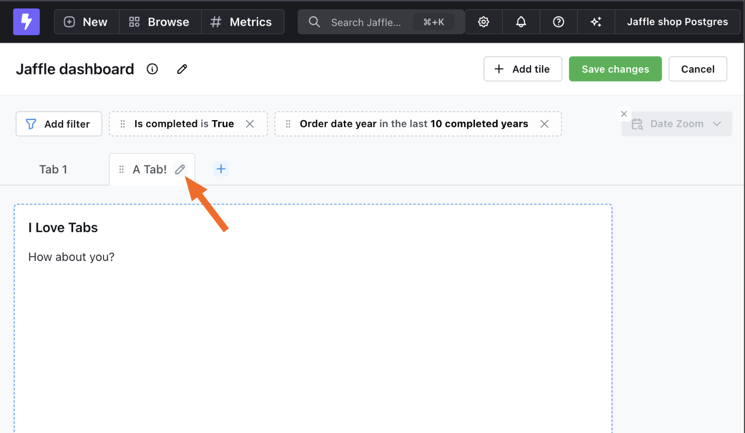 New Browse Metrics Search Jaffle... ⌘+K Jaffle shop Postgres
Jaffle dashboard Add tile Save changes Cancel
Add filter Is completed is True Order date year in the last 10 completed years Date Zoom
Tab 1 A Tab!
I Love Tabs
How about you?